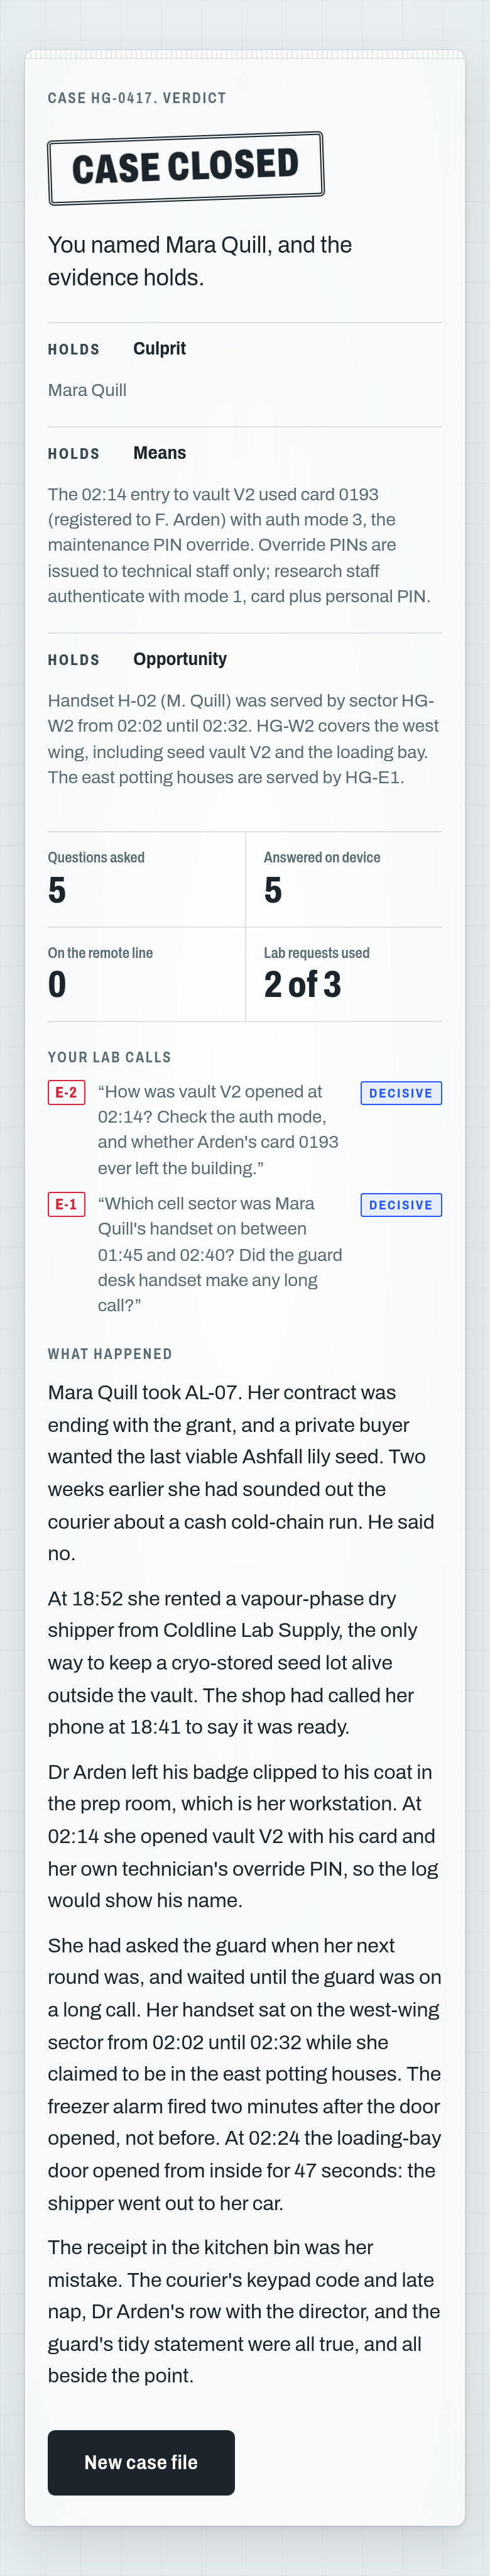 CASE HG-0417. VERDICT
CASE CLOSED
You named Mara Quill, and the
evidence holds.
HOLDS Culprit
Mara Quill
HOLDS Means
The 02:14 entry to vault V2 used card 0193
(registered to F. Arden) with auth mode 3, the
maintenance PIN override. Override PINs are
issued to technical staff only; research staff
authenticate with mode 1, card plus personal PIN.
HOLDS Opportunity
Handset H-02 (M. Quill) was served by sector HG-
W2 from 02:02 until 02:32. HG-W2 covers the west
wing, including seed vault V2 and the loading bay.
The east potting houses are served by HG-E1.
Questions asked
5
Answered on device
5
On the remote line
0
Lab requests used
2 of 3
YOUR LAB CALLS
E-2 “How was vault V2 opened at DECISIVE
02:14? Check the auth mode,
and whether Arden's card 0193
ever left the building.”
E-1 “Which cell sector was Mara DECISIVE
Quill's handset on between
01:45 and 02:40? Did the guard
desk handset make any long
call?”
WHAT HAPPENED
Mara Quill took AL-07. Her contract was
ending with the grant, and a private buyer
wanted the last viable Ashfall lily seed. Two
weeks earlier she had sounded out the
courier about a cash cold-chain run. He said
no.
At 18:52 she rented a vapour-phase dry
shipper from Coldline Lab Supply, the only
way to keep a cryo-stored seed lot alive
outside the vault. The shop had called her
phone at 18:41 to say it was ready.
Dr Arden left his badge clipped to his coat in
the prep room, which is her workstation. At
02:14 she opened vault V2 with his card and
her own technician's override PIN, so the log
would show his name.
She had asked the guard when her next
round was, and waited until the guard was on
a long call. Her handset sat on the west-wing
sector from 02:02 until 02:32 while she
claimed to be in the east potting houses. The
freezer alarm fired two minutes after the door
opened, not before. At 02:24 the loading-bay
door opened from inside for 47 seconds: the
shipper went out to her car.
The receipt in the kitchen bin was her
mistake. The courier's keypad code and late
nap, Dr Arden's row with the director, and the
guard's tidy statement were all true, and all
beside the point.
New case file